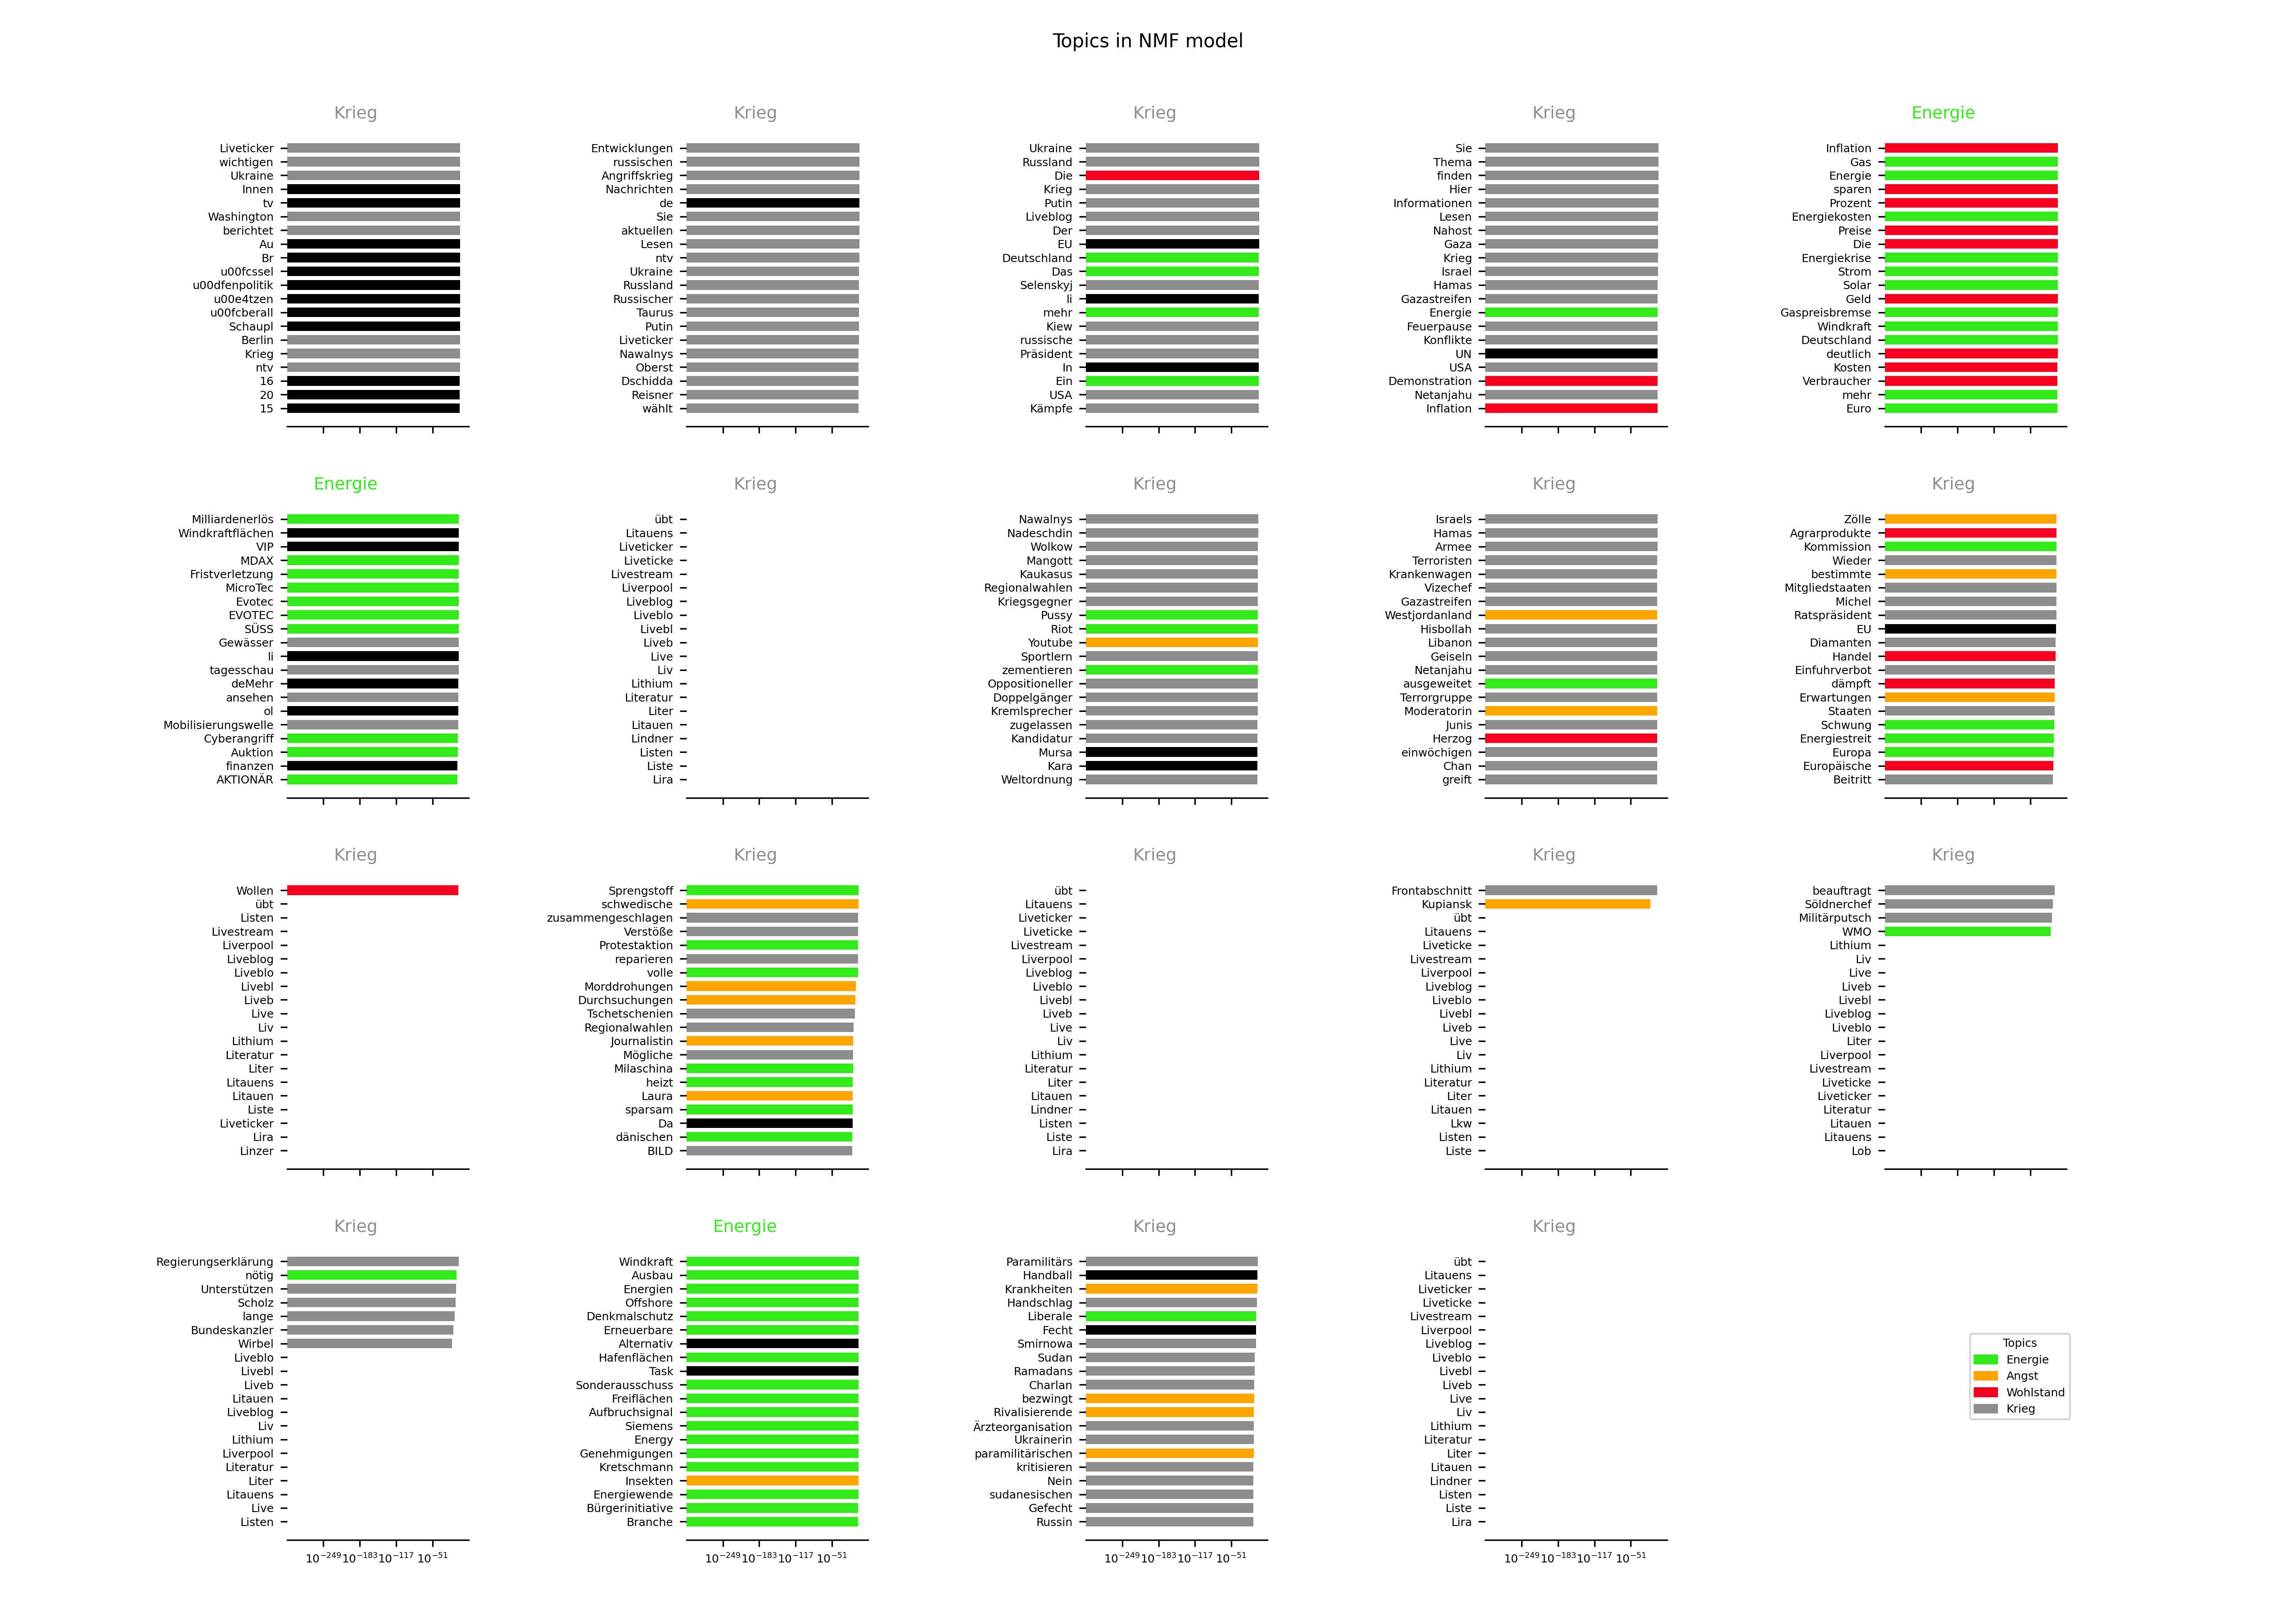 Topics in NMF model
Krieg
Liveticker
wichtigen
Ukraine
Innen
tv
Washington
berichtet
Au
Br
u00fcssel
u00dfenpolitik
u00e4tzen
u00fcberall
Schaupl
Berlin
Krieg
ntv
16
20
15
Krieg
Entwicklungen
russischen
Angriffskrieg
Nachrichten
de
Sie
aktuellen
Lesen
ntv
Ukraine
Russland
Russischer
Taurus
Putin
Liveticker
Nawalnys
Oberst
Dschidda
Reisner
wählt
Krieg
Ukraine
Russland
Die
Krieg
Putin
Liveblog
Der
EU
Deutschland
Das
Selenskyj
li
mehr
Kiew
russische
Präsident
In
Ein
USA
Kämpfe
Krieg
Sie
Thema
finden
Hier
Informationen
Lesen
Nahost
Gaza
Krieg
Israel
Hamas
Gazastreifen
Energie
Feuerpause
Konflikte
UN
USA
Demonstration
Netanjahu
Inflation
Energie
Inflation
Gas
Energie
sparen
Prozent
Energiekosten
Preise
Die
Energiekrise
Strom
Solar
Geld
Gaspreisbremse
Windkraft
Deutschland
deutlich
Kosten
Verbraucher
mehr
Euro
Energie
Milliardenerlös
Windkraftflächen
VIP
MDAX
Fristverletzung
MicroTec
Evotec
EVOTEC
SÜSS
Gewässer
li
tagesschau
deMehr
ansehen
ol
Mobilisierungswelle
Cyberangriff
Auktion
finanzen
AKTIONÄR
Krieg
übt
Litauens
Liveticker
Liveticke
Livestream
Liverpool
Liveblog
Liveblo
Livebl
Liveb
Live
Liv
Lithium
Literatur
Liter
Litauen
Lindner
Listen
Liste
Lira
Krieg
Nawalnys
Nadeschdin
Wolkow
Mangott
Kaukasus
Regionalwahlen
Kriegsgegner
Pussy
Riot
Youtube
Sportlern
zementieren
Oppositioneller
Doppelgänger
Kremlsprecher
zugelassen
Kandidatur
Mursa
Kara
Weltordnung
Krieg
Israels
Hamas
Armee
Terroristen
Krankenwagen
Vizechef
Gazastreifen
Westjordanland
Hisbollah
Libanon
Geiseln
Netanjahu
ausgeweitet
Terrorgruppe
Moderatorin
Junis
Herzog
einwöchigen
Chan
greift
Krieg
Zölle
Agrarprodukte
Kommission
Wieder
bestimmte
Mitgliedstaaten
Michel
Ratspräsident
EU
Diamanten
Handel
Einfuhrverbot
dämpft
Erwartungen
Staaten
Schwung
Energiestreit
Europa
Europäische
Beitritt
Krieg
Wollen
übt
Listen
Livestream
Liverpool
Liveblog
Liveblo
Livebl
Liveb
Live
Liv
Lithium
Literatur
Liter
Litauens
Litauen
Liste
Liveticker
Lira
Linzer
Krieg
Sprengstoff
schwedische
zusammengeschlagen
Verstöße
Protestaktion
reparieren
volle
Morddrohungen
Durchsuchungen
Tschetschenien
Regionalwahlen
Journalistin
Mögliche
Milaschina
heizt
Laura
sparsam
Da
dänischen
BILD
Krieg
übt
Litauens
Liveticker
Liveticke
Livestream
Liverpool
Liveblog
Liveblo
Livebl
Liveb
Live
Liv
Lithium
Literatur
Liter
Litauen
Lindner
Listen
Liste
Lira
Krieg
Frontabschnitt
Kupiansk
übt
Litauens
Liveticke
Livestream
Liverpool
Liveblog
Liveblo
Livebl
Liveb
Live
Liv
Lithium
Literatur
Liter
Litauen
Lkw
Listen
Liste
Krieg
beauftragt
Söldnerchef
Militärputsch
WMO
Lithium
Liv
Live
Liveb
Livebl
Liveblog
Liveblo
Liter
Liverpool
Livestream
Liveticke
Liveticker
Literatur
Litauen
Litauens
Lob
Krieg
Regierungserklärung
nötig
Unterstützen
Scholz
lange
Bundeskanzler
Wirbel
Liveblo
Livebl
Liveb
Litauen
Liveblog
Liv
Lithium
Liverpool
Literatur
Liter
Litauens
Live
Listen
10⁻²⁴⁹ 10⁻¹⁸³ 10⁻¹¹⁷ 10⁻⁵¹
Energie
Windkraft
Ausbau
Energien
Offshore
Denkmalschutz
Erneuerbare
Alternativ
Hafenflächen
Task
Sonderausschuss
Freiflächen
Aufbruchsignal
Siemens
Energy
Genehmigungen
Kretschmann
Insekten
Energiewende
Bürgerinitiative
Branche
10⁻²⁴⁹ 10⁻¹⁸³ 10⁻¹¹⁷ 10⁻⁵¹
Krieg
Paramilitärs
Handball
Krankheiten
Handschlag
Liberale
Fecht
Smirnowa
Sudan
Ramadans
Charlan
bezwingt
Rivalisierende
Ärzteorganisation
Ukrainerin
paramilitärischen
kritisieren
Nein
sudanesischen
Gefecht
Russin
10⁻²⁴⁹ 10⁻¹⁸³ 10⁻¹¹⁷ 10⁻⁵¹
Krieg
übt
Litauens
Liveticker
Liveticke
Livestream
Liverpool
Liveblog
Liveblo
Livebl
Liveb
Live
Liv
Lithium
Literatur
Liter
Litauen
Lindner
Listen
Liste
Lira
10⁻²⁴⁹ 10⁻¹⁸³ 10⁻¹¹⁷ 10⁻⁵¹
Topics
Energie
Angst
Wohlstand
Krieg